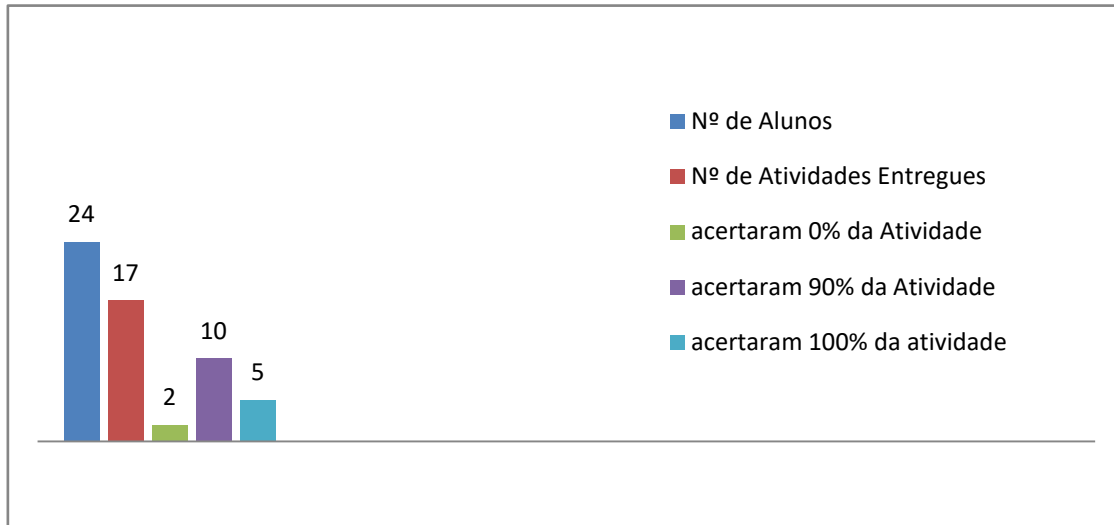 24
17
2
10
5
Nº de Alunos
Nº de Atividades Entregues
acertaram 0% da Atividade
acertaram 90% da Atividade
acertaram 100% da atividade